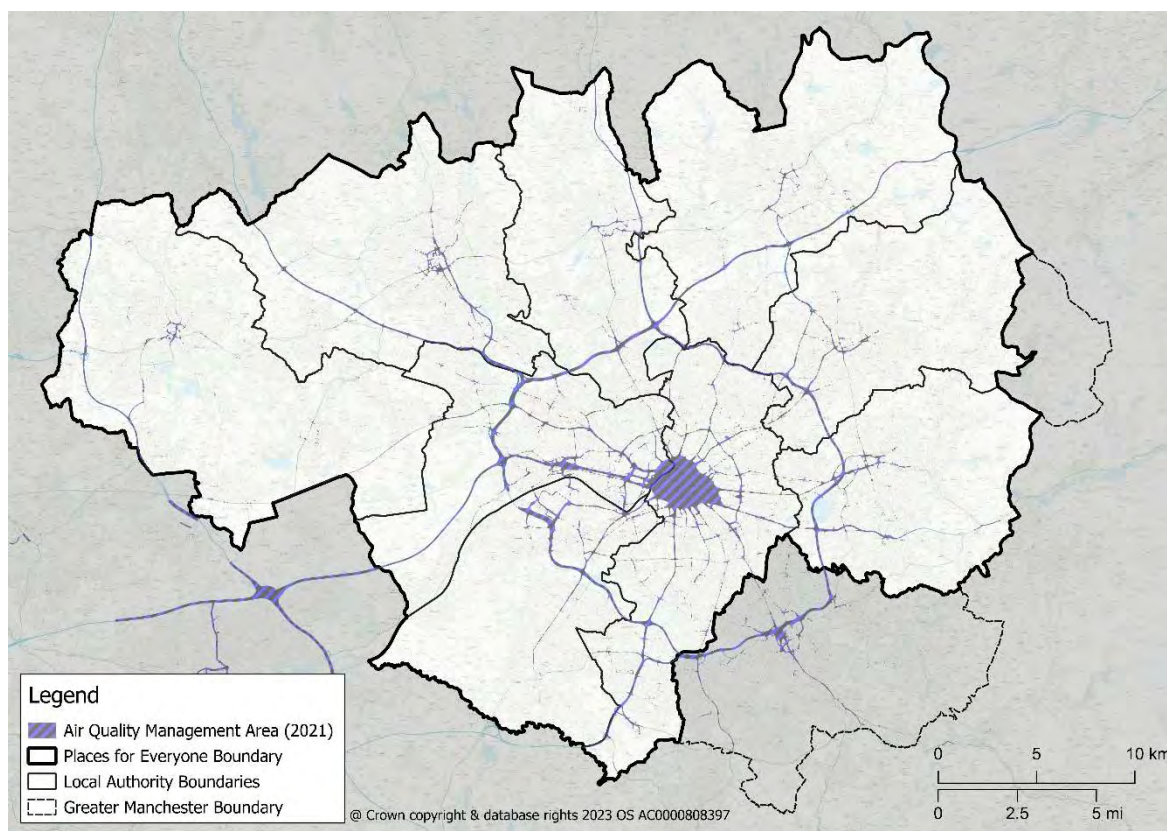 Legend
Air Quality Management Area (2021)
Places for Everyone Boundary
Local Authority Boundaries
Greater Manchester Boundary
@ Crown copyright & database rights 2023 OS AC0000808397
0 5 10 km
0 2.5 5 mi